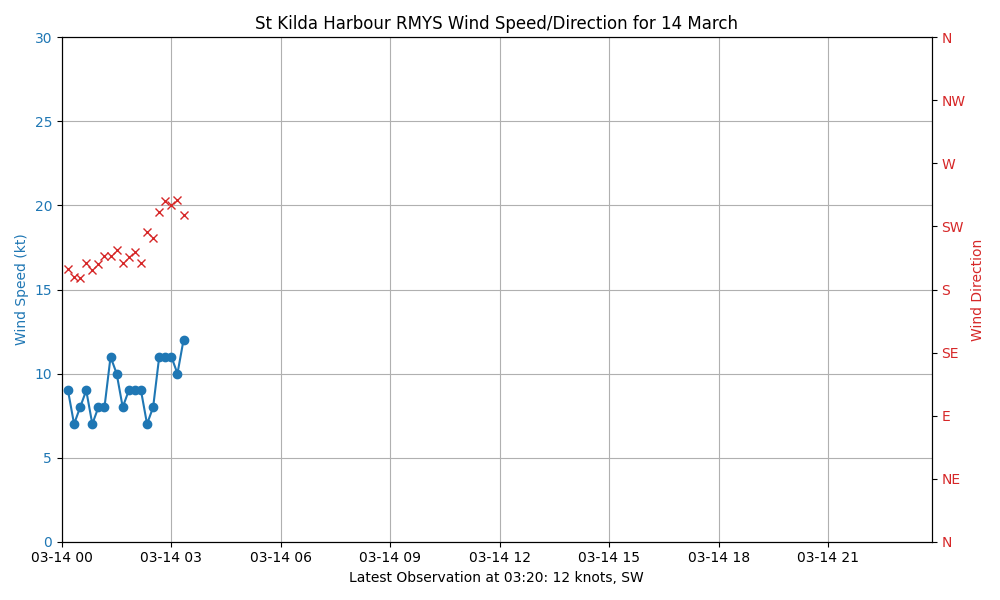 St Kilda Harbour RMYS Wind Speed/Direction for 14 March
Wind Speed (kt)
30
25
20
15
10
5
0
N
NW
W
SW
S
SE
E
NE
N
Wind Direction
03-14 00
03-14 03
03-14 06
03-14 09
03-14 12
03-14 15
03-14 18
03-14 21
Latest Observation at 03:20: 12 knots, SW